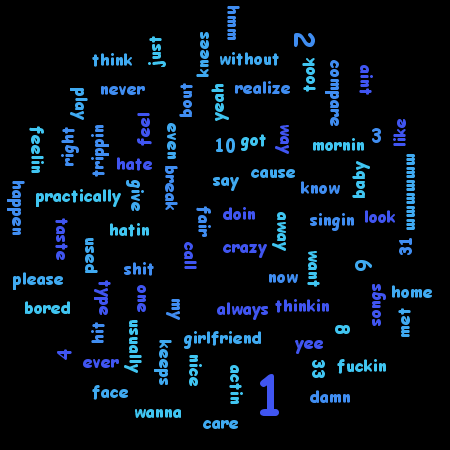 hmm
just
knees
2
think
without
took
compare
aint
never
play
bout
yeah
realize
feelin
right
trippin
feel
even
break
10
got
way
mornin
3
like
hate
mmmmmmmm
happen
practically
give
say
cause
know
baby
taste
fair
doin
away
singin
look
hatin
used
call
crazy
31
please
shit
want
now
6
bored
type
one
my
always
thinkin
songs
home
tit
usually
girlfriend
8
met
4
ever
keeps
nice
yee
33
fuckin
face
actin
1
damn
wanna
care